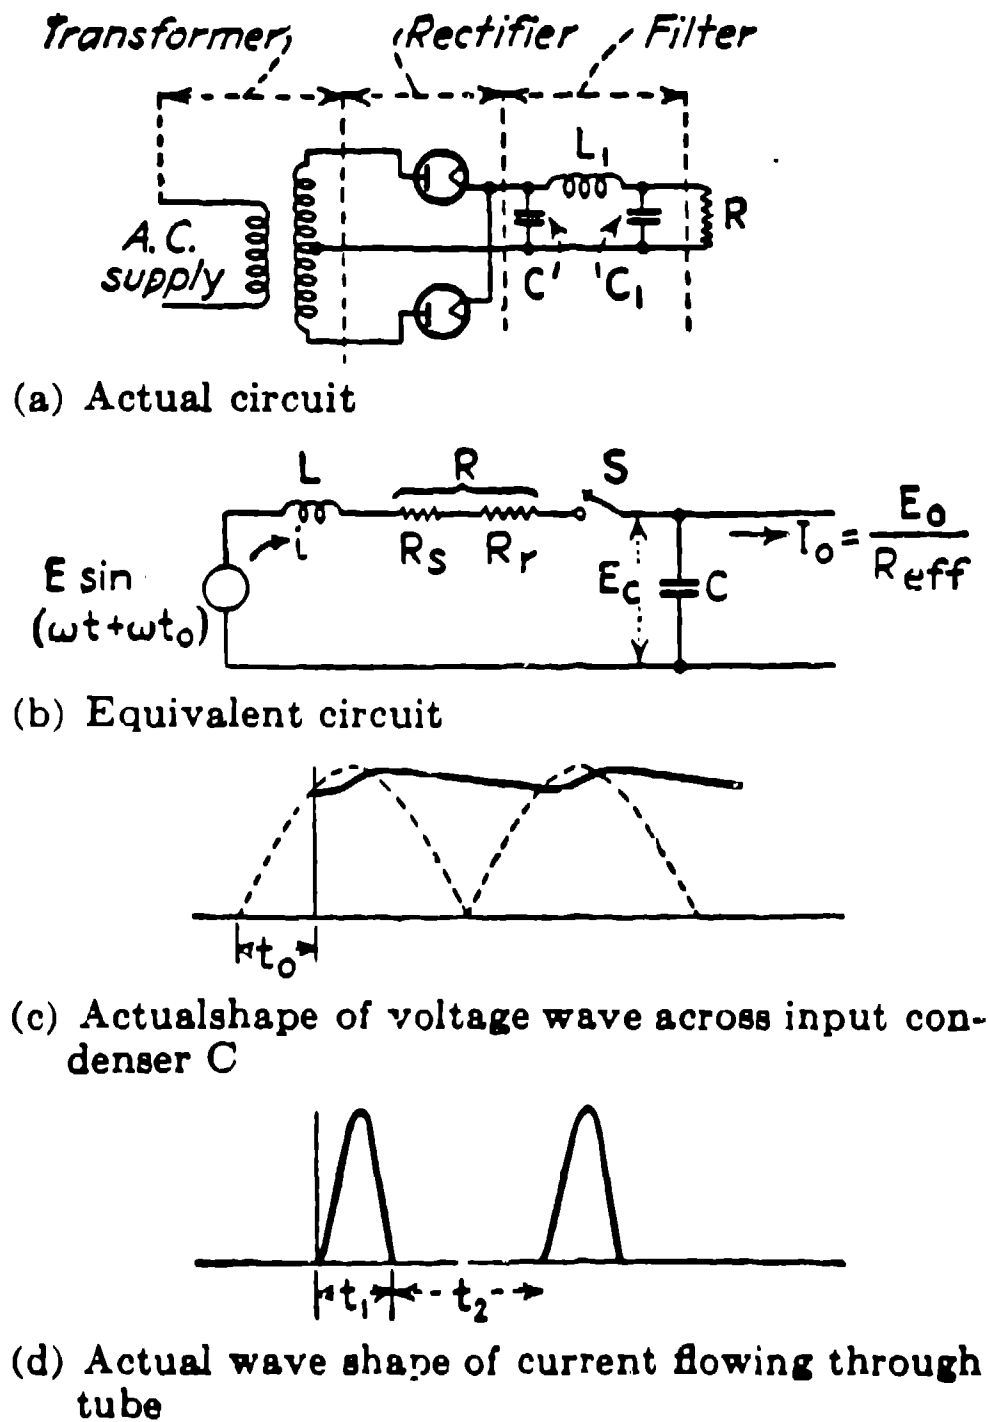 Transformer Rectifier Filter
L₁
A.C. supply
R
C C₁
(a) Actual circuit
L R S
i Rs Rr
E sin (ωt+ωt₀)
Ec C
I₀ = E₀ / Reff
(b) Equivalent circuit
t₀
(c) Actualshape of voltage wave across input con-
denser C
t₁ t₂
(d) Actual wave shape of current flowing through
tube